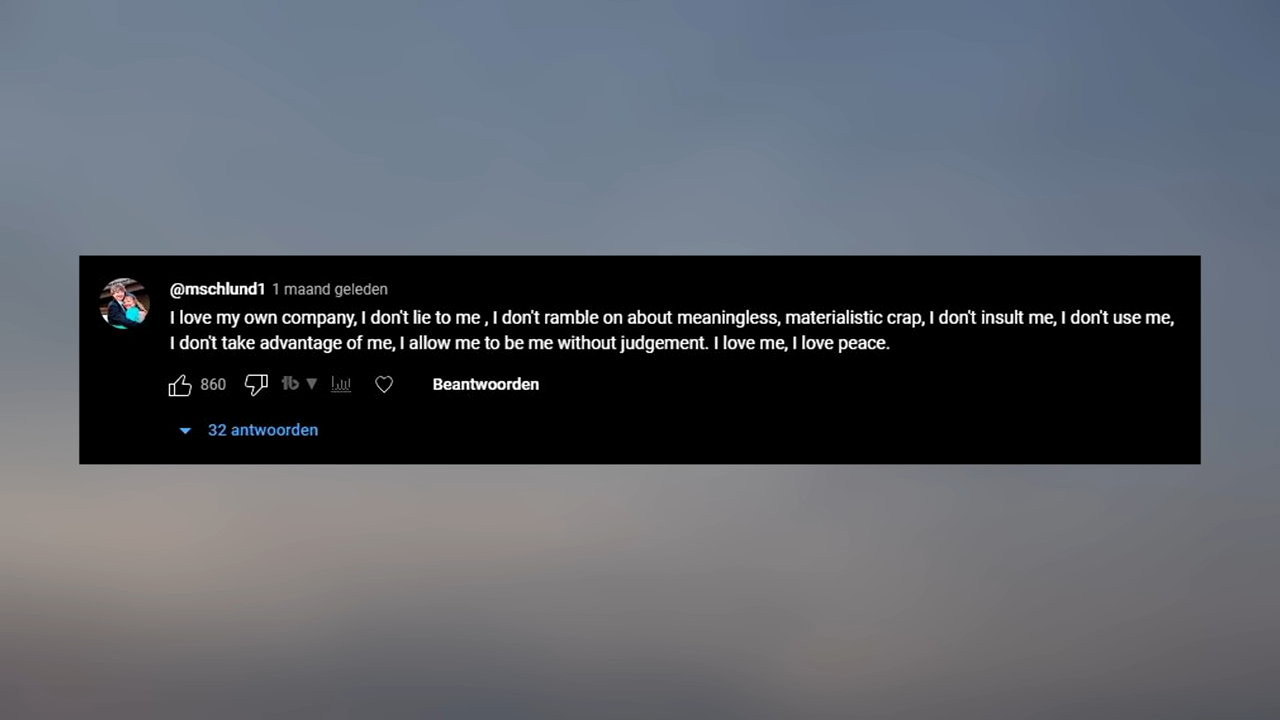 @mschlund1 1 maand geleden
I love my own company, I don't lie to me , I don't ramble on about meaningless, materialistic crap, I don't insult me, I don't use me,
I don't take advantage of me, I allow me to be me without judgement. I love me, I love peace.
860 tb Beantwoorden
32 antwoorden